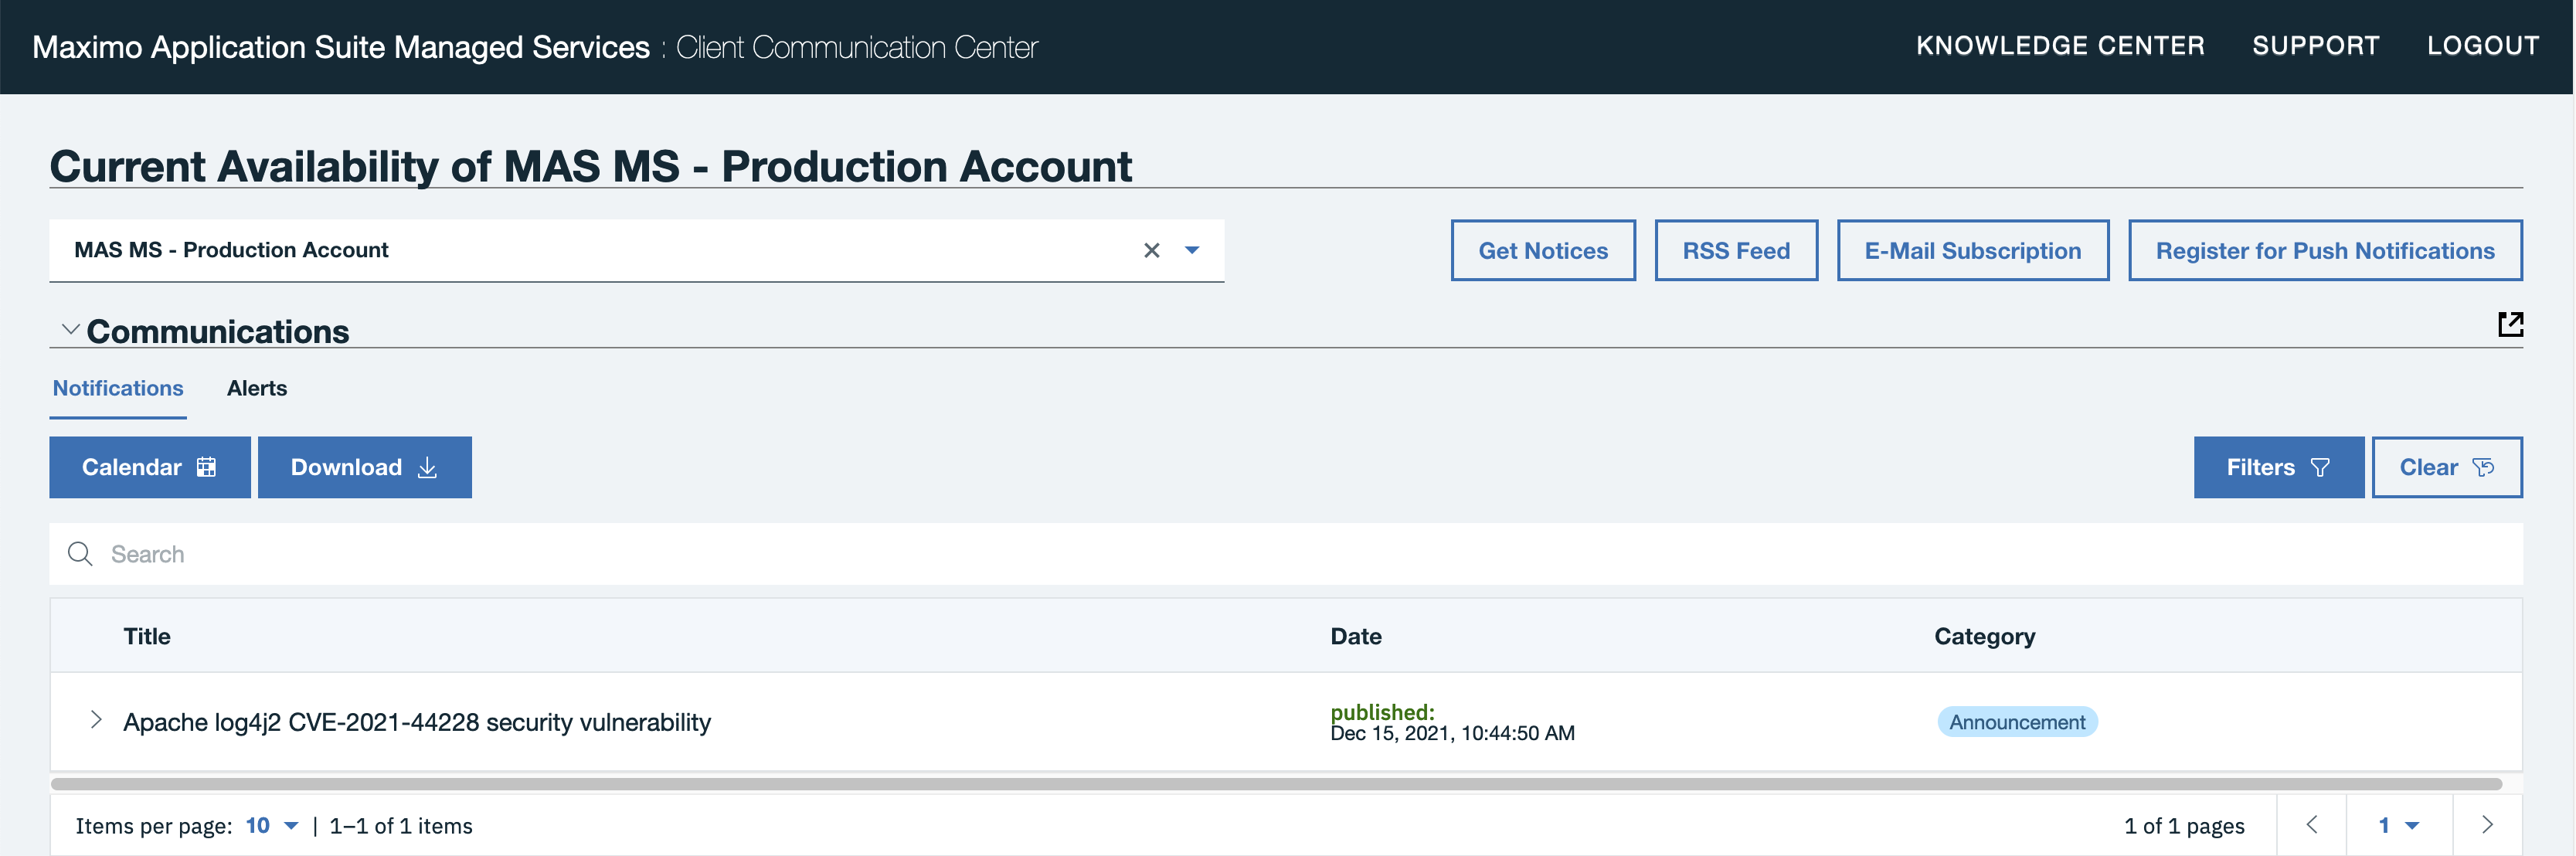 Maximo Application Suite Managed Services : Client Communication Center
KNOWLEDGE CENTER SUPPORT LOGOUT
Current Availability of MAS MS - Production Account
MAS MS - Production Account
Get Notices RSS Feed E-Mail Subscription Register for Push Notifications
Communications
Notifications Alerts
Calendar Download Filters Clear
Search
Title Date Category
Apache log4j2 CVE-2021-44228 security vulnerability
published:
Dec 15, 2021, 10:44:50 AM
Announcement
Items per page: 10 | 1–1 of 1 items 1 of 1 pages 1